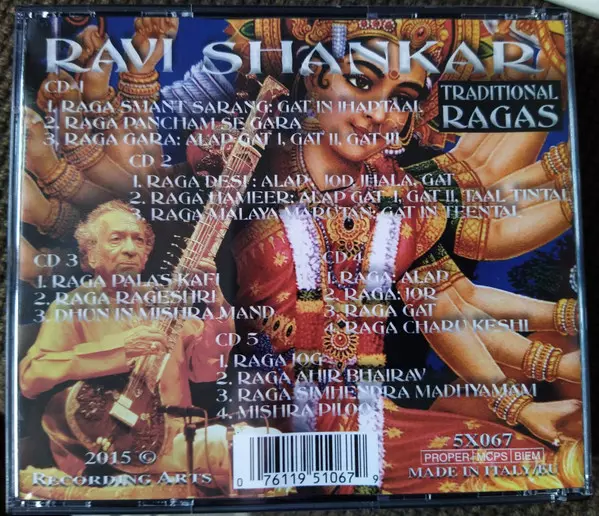 RAVI SHANKAR
TRADITIONAL
RAGAS
CD 1
1. RAGA SMANT SARANG: GAT IN JHAPTAAL
2. RAGA PANCHAM SE GARA
3. RAGA GARA: ALAP GAT I, GAT II, GAT III
CD 2
1. RAGA DESI: ALAP, JOD JHALA, GAT
2. RAGA HAMEER: ALAP GAT I, GAT II, TAAL TINTAL
3. RAGA MALAYA MARUTAN: GAT IN TEENTAL
CD 3
1. RAGA PALAS KAFI
2. RAGA RAGESHRI
3. DHUN IN MISHRA MAND
CD 4
1. RAGA: ALAP
2. RAGA: JOR
3. RAGA GAT
4. RAGA CHARU KESHI
CD 5
1. RAGA JOG
2. RAGA AHIR BHAIRAV
3. RAGA SIMHENDRA MADHYAMAM
4. MISHRA PILOO
2015 ©
RECORDING ARTS
0 76119 51067 9
5X067
PROPER-MCPS BIEM
MADE IN ITALY/EU